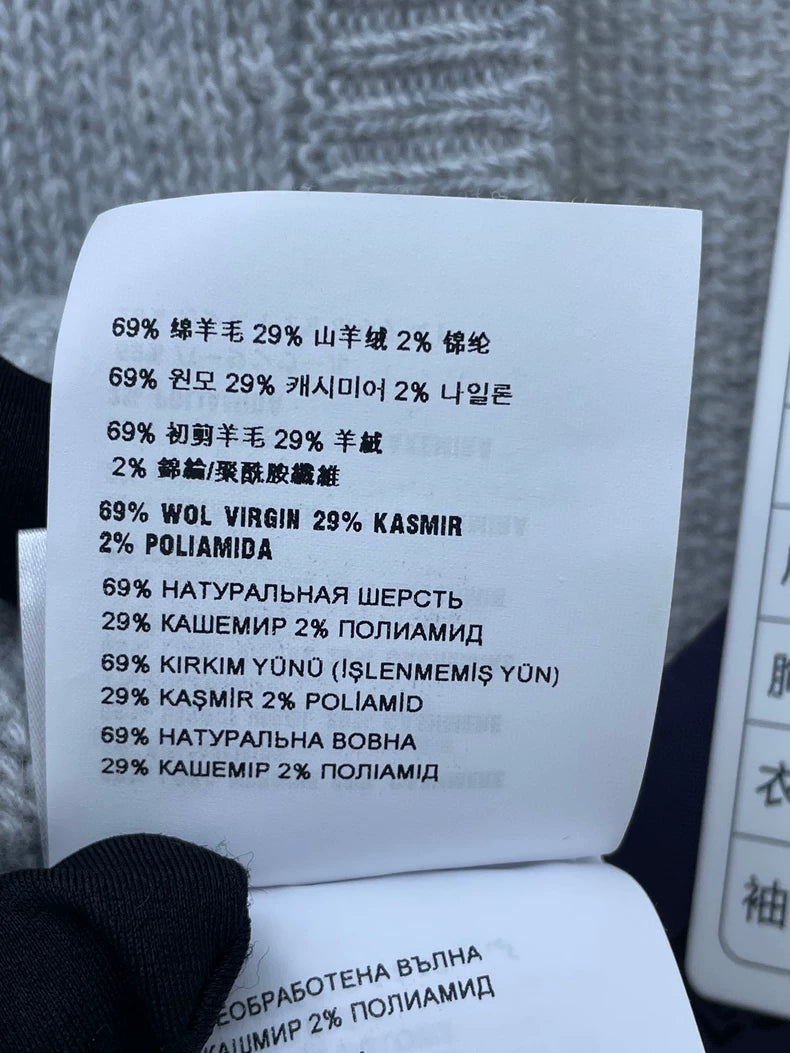 69% 绵羊毛 29% 山羊绒 2% 锦纶
69% 원모 29% 캐시미어 2% 나일론
69% 初剪羊毛 29% 羊絨
2% 錦綸/聚酰胺纖維
69% WOL VIRGIN 29% KASMIR
2% POLIAMIDA
69% НАТУРАЛЬНАЯ ШЕРСТЬ
29% КАШЕМИР 2% ПОЛИАМИД
69% KIRKIM YÜNÜ (İŞLENMEMİŞ YÜN)
29% KAŞMİR 2% POLİAMİD
69% НАТУРАЛЬНА ВОВНА
29% КАШЕМІР 2% ПОЛІАМІД
ЕОБРАБОТЕНА ВЪЛНА
КАШМИР 2% ПОЛИАМИД
胸
衣
袖